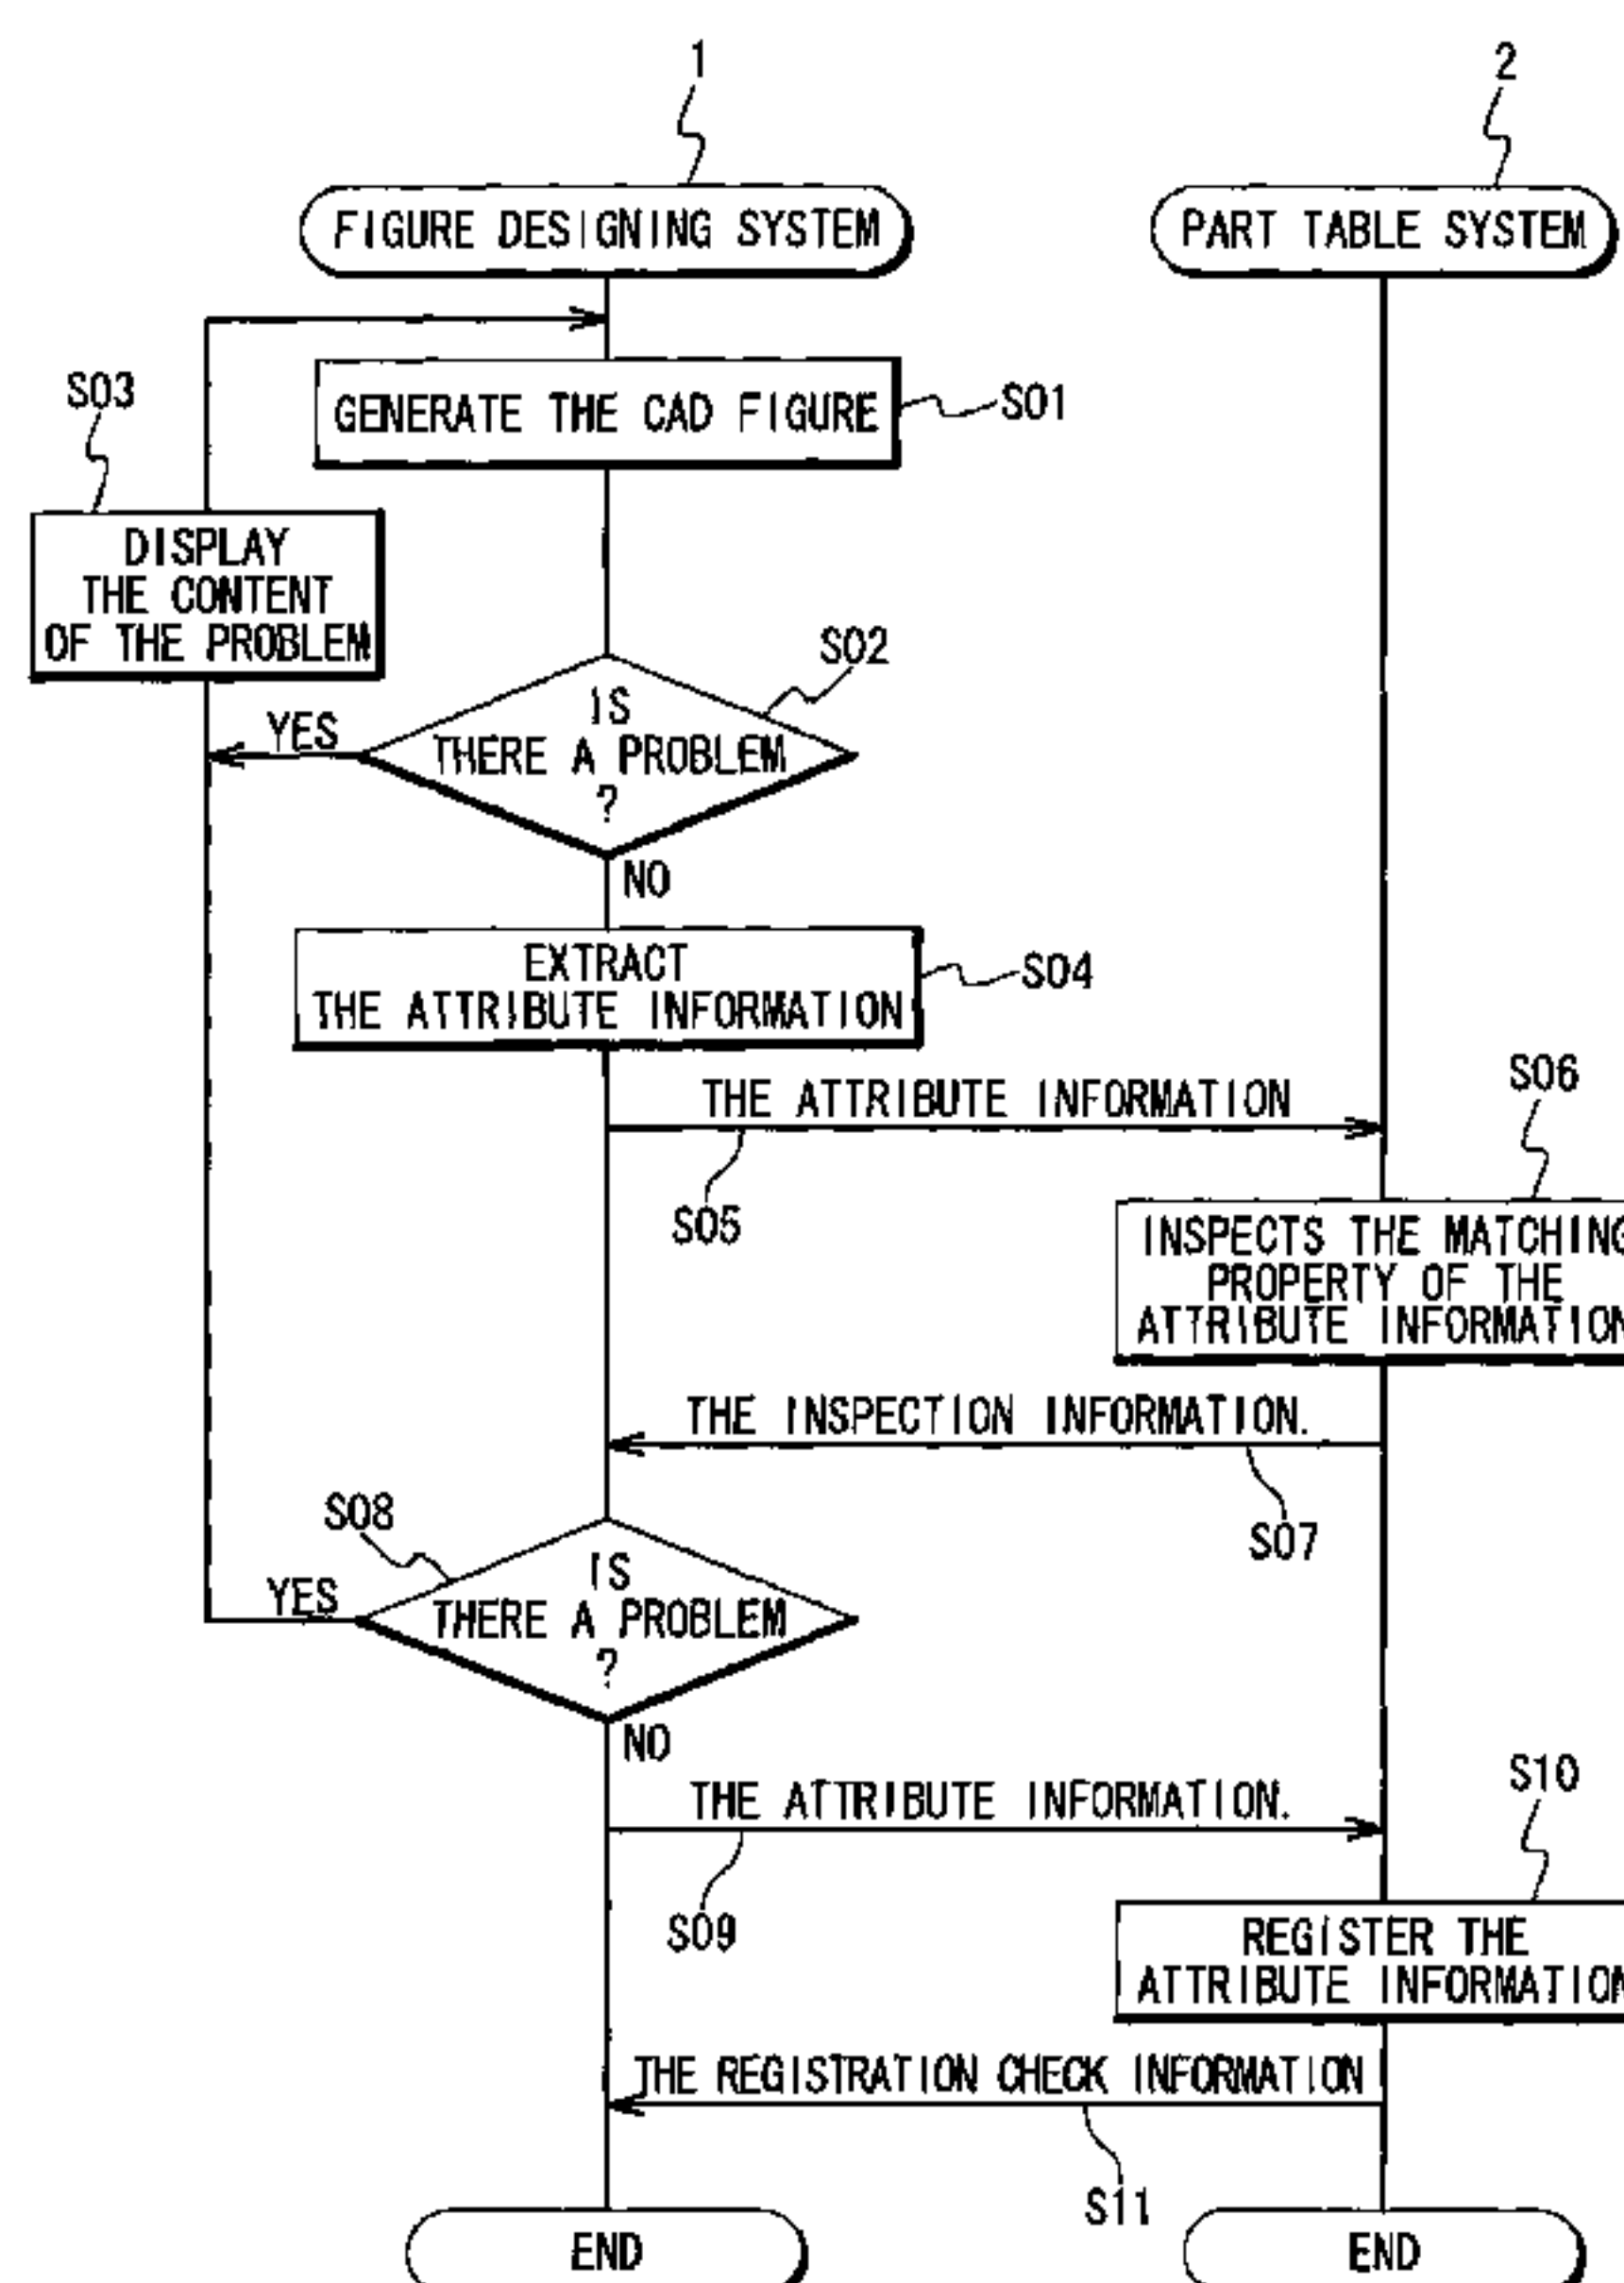 1
2
FIGURE DESIGNING SYSTEM
PART TABLE SYSTEM
S03
GENERATE THE CAD FIGURE
S01
DISPLAY
THE CONTENT
OF THE PROBLEM
S02
YES
IS
THERE A PROBLEM
?
NO
EXTRACT
THE ATTRIBUTE INFORMATION
S04
THE ATTRIBUTE INFORMATION
S05
S06
INSPECTS THE MATCHING
PROPERTY OF THE
ATTRIBUTE INFORMATION
THE INSPECTION INFORMATION.
S07
S08
YES
IS
THERE A PROBLEM
?
NO
THE ATTRIBUTE INFORMATION.
S09
S10
REGISTER THE
ATTRIBUTE INFORMATION
THE REGISTRATION CHECK INFORMATION
S11
END
END